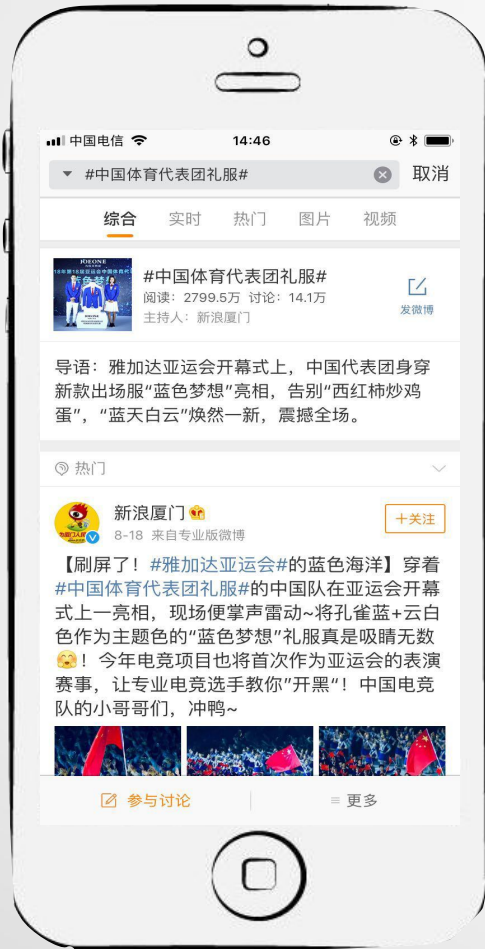 中国电信
14:46
#中国体育代表团礼服#
取消
综合
实时
热门
图片
视频
JOEONE
#中国体育代表团礼服#
阅读：2799.5万 讨论：14.1万
主持人：新浪厦门
发微博
导语：雅加达亚运会开幕式上，中国代表团身穿
新款出场服“蓝色梦想”亮相，告别“西红柿炒鸡
蛋”，“蓝天白云”焕然一新，震撼全场。
热门
新浪厦门
8-18 来自专业版微博
+关注
【刷屏了！#雅加达亚运会#的蓝色海洋】穿着
#中国体育代表团礼服#的中国队在亚运会开幕
式上一亮相，现场便掌声雷动~将孔雀蓝+云白
色作为主题色的“蓝色梦想”礼服真是吸睛无数
！今年电竞项目也将首次作为亚运会的表演
赛事，让专业电竞选手教你”开黑“！中国电竞
队的小哥哥们，冲鸭~
参与讨论
更多